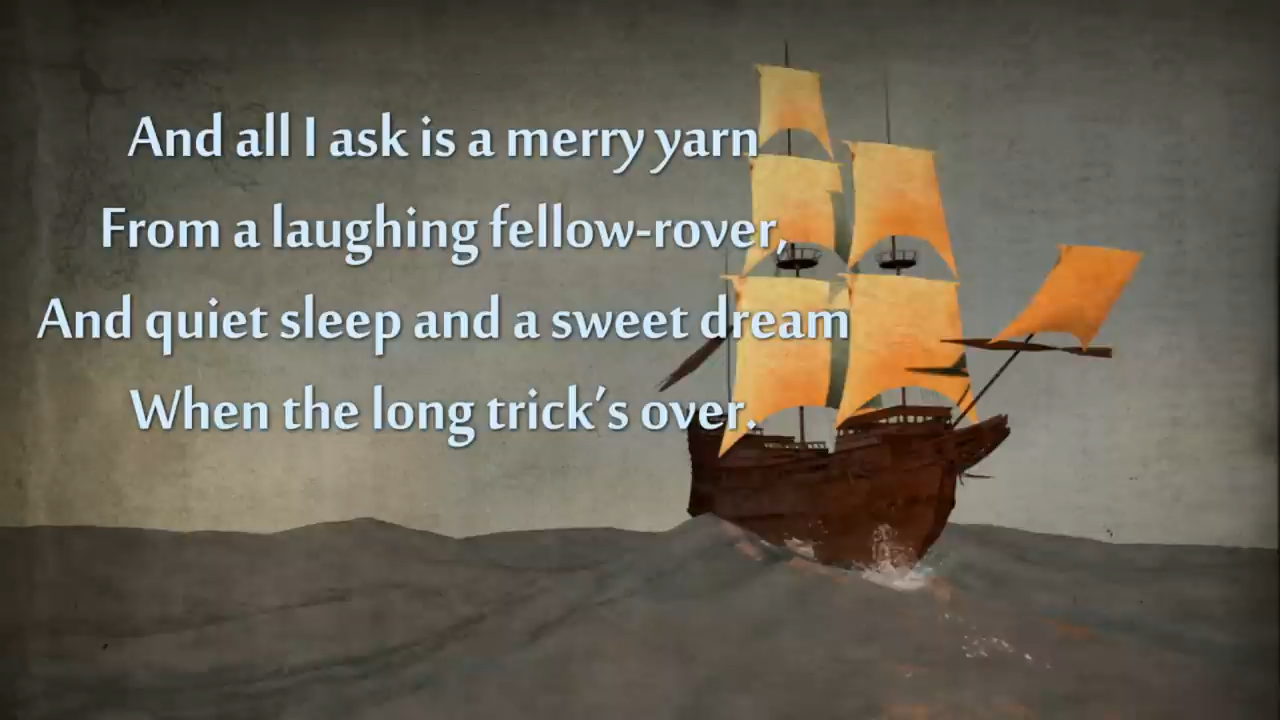 And all I ask is a merry yarn
From a laughing fellow-rover,
And quiet sleep and a sweet dream
When the long trick’s over.